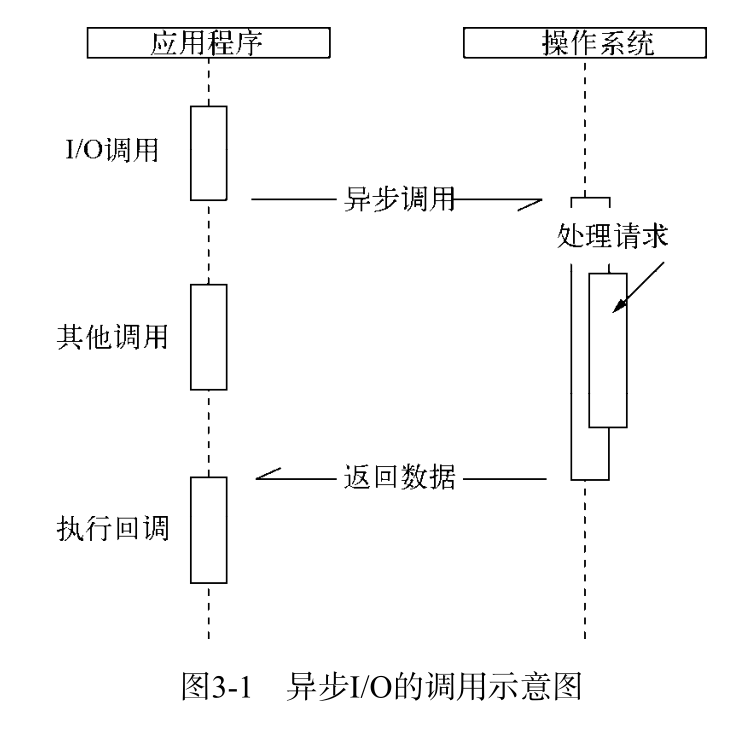 应用程序
操作系统
I/O调用
异步调用
处理请求
其他调用
返回数据
执行回调
图3-1 异步I/O的调用示意图